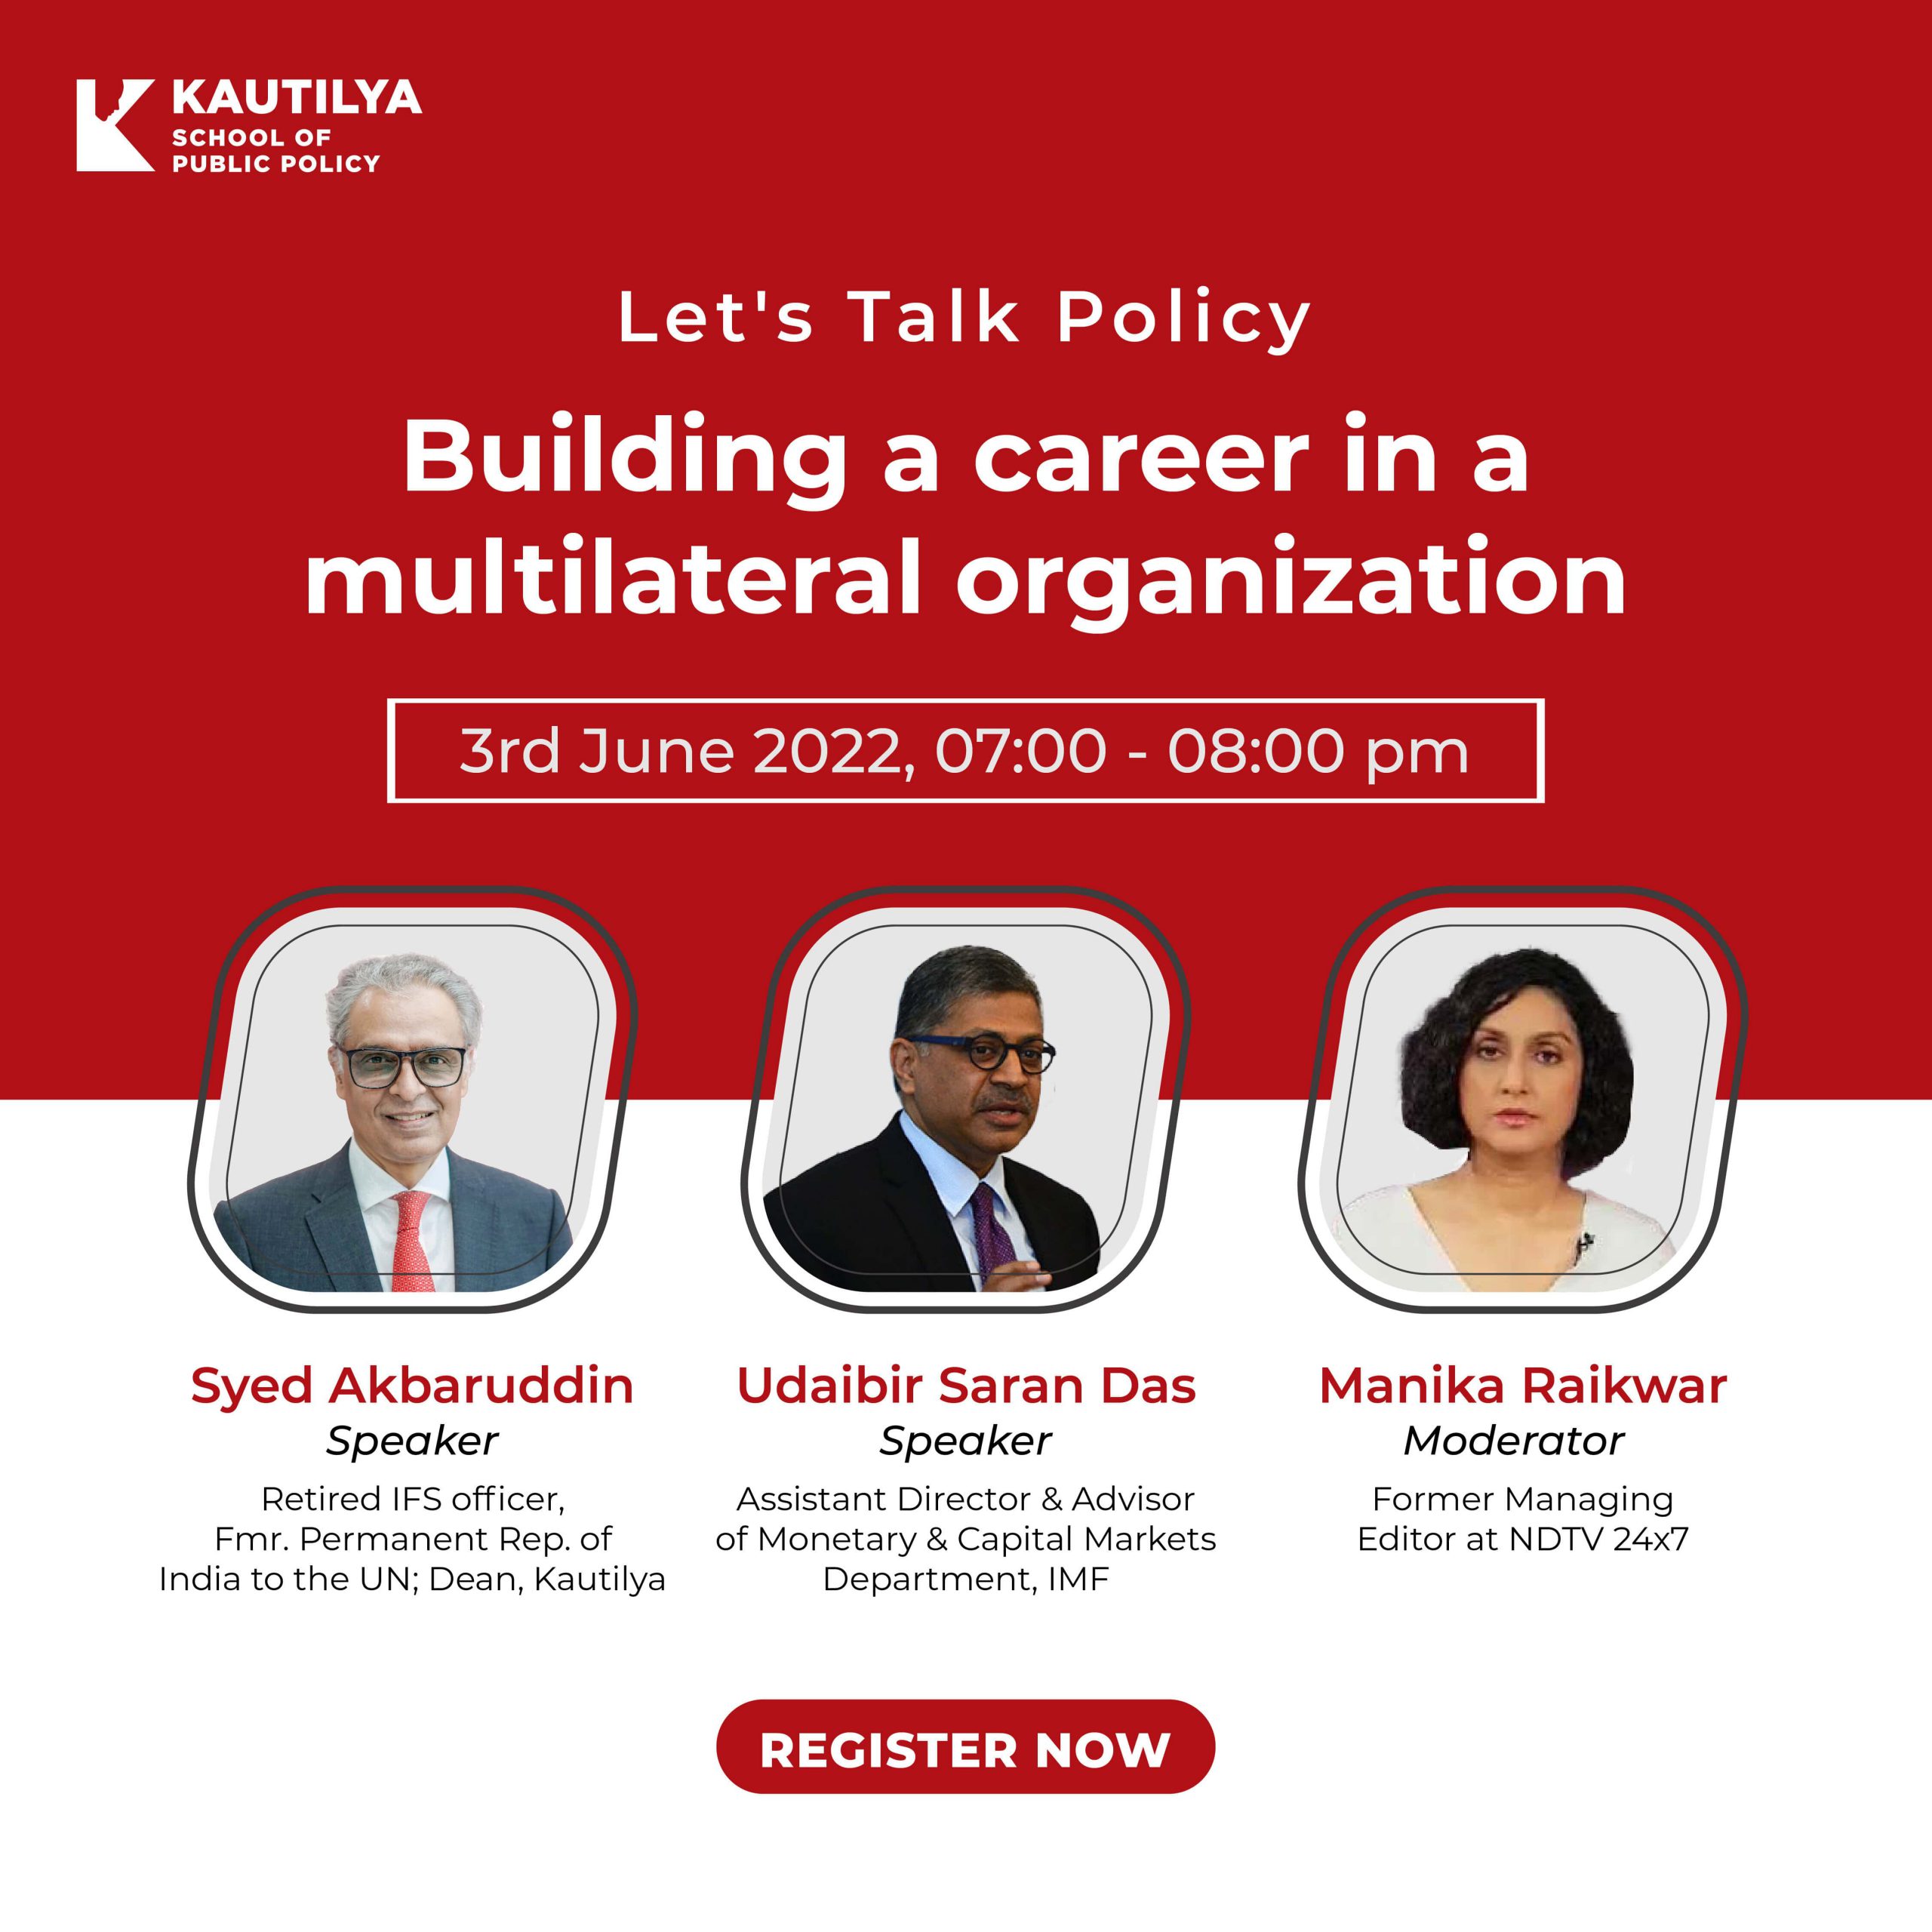 KAUTILYA
SCHOOL OF
PUBLIC POLICY
Let's Talk Policy
Building a career in a
multilateral organization
3rd June 2022, 07:00 - 08:00 pm
Syed Akbaruddin
Speaker
Retired IFS officer,
Fmr. Permanent Rep. of
India to the UN; Dean, Kautilya
Udaibir Saran Das
Speaker
Assistant Director & Advisor
of Monetary & Capital Markets
Department, IMF
Manika Raikwar
Moderator
Former Managing
Editor at NDTV 24x7
REGISTER NOW